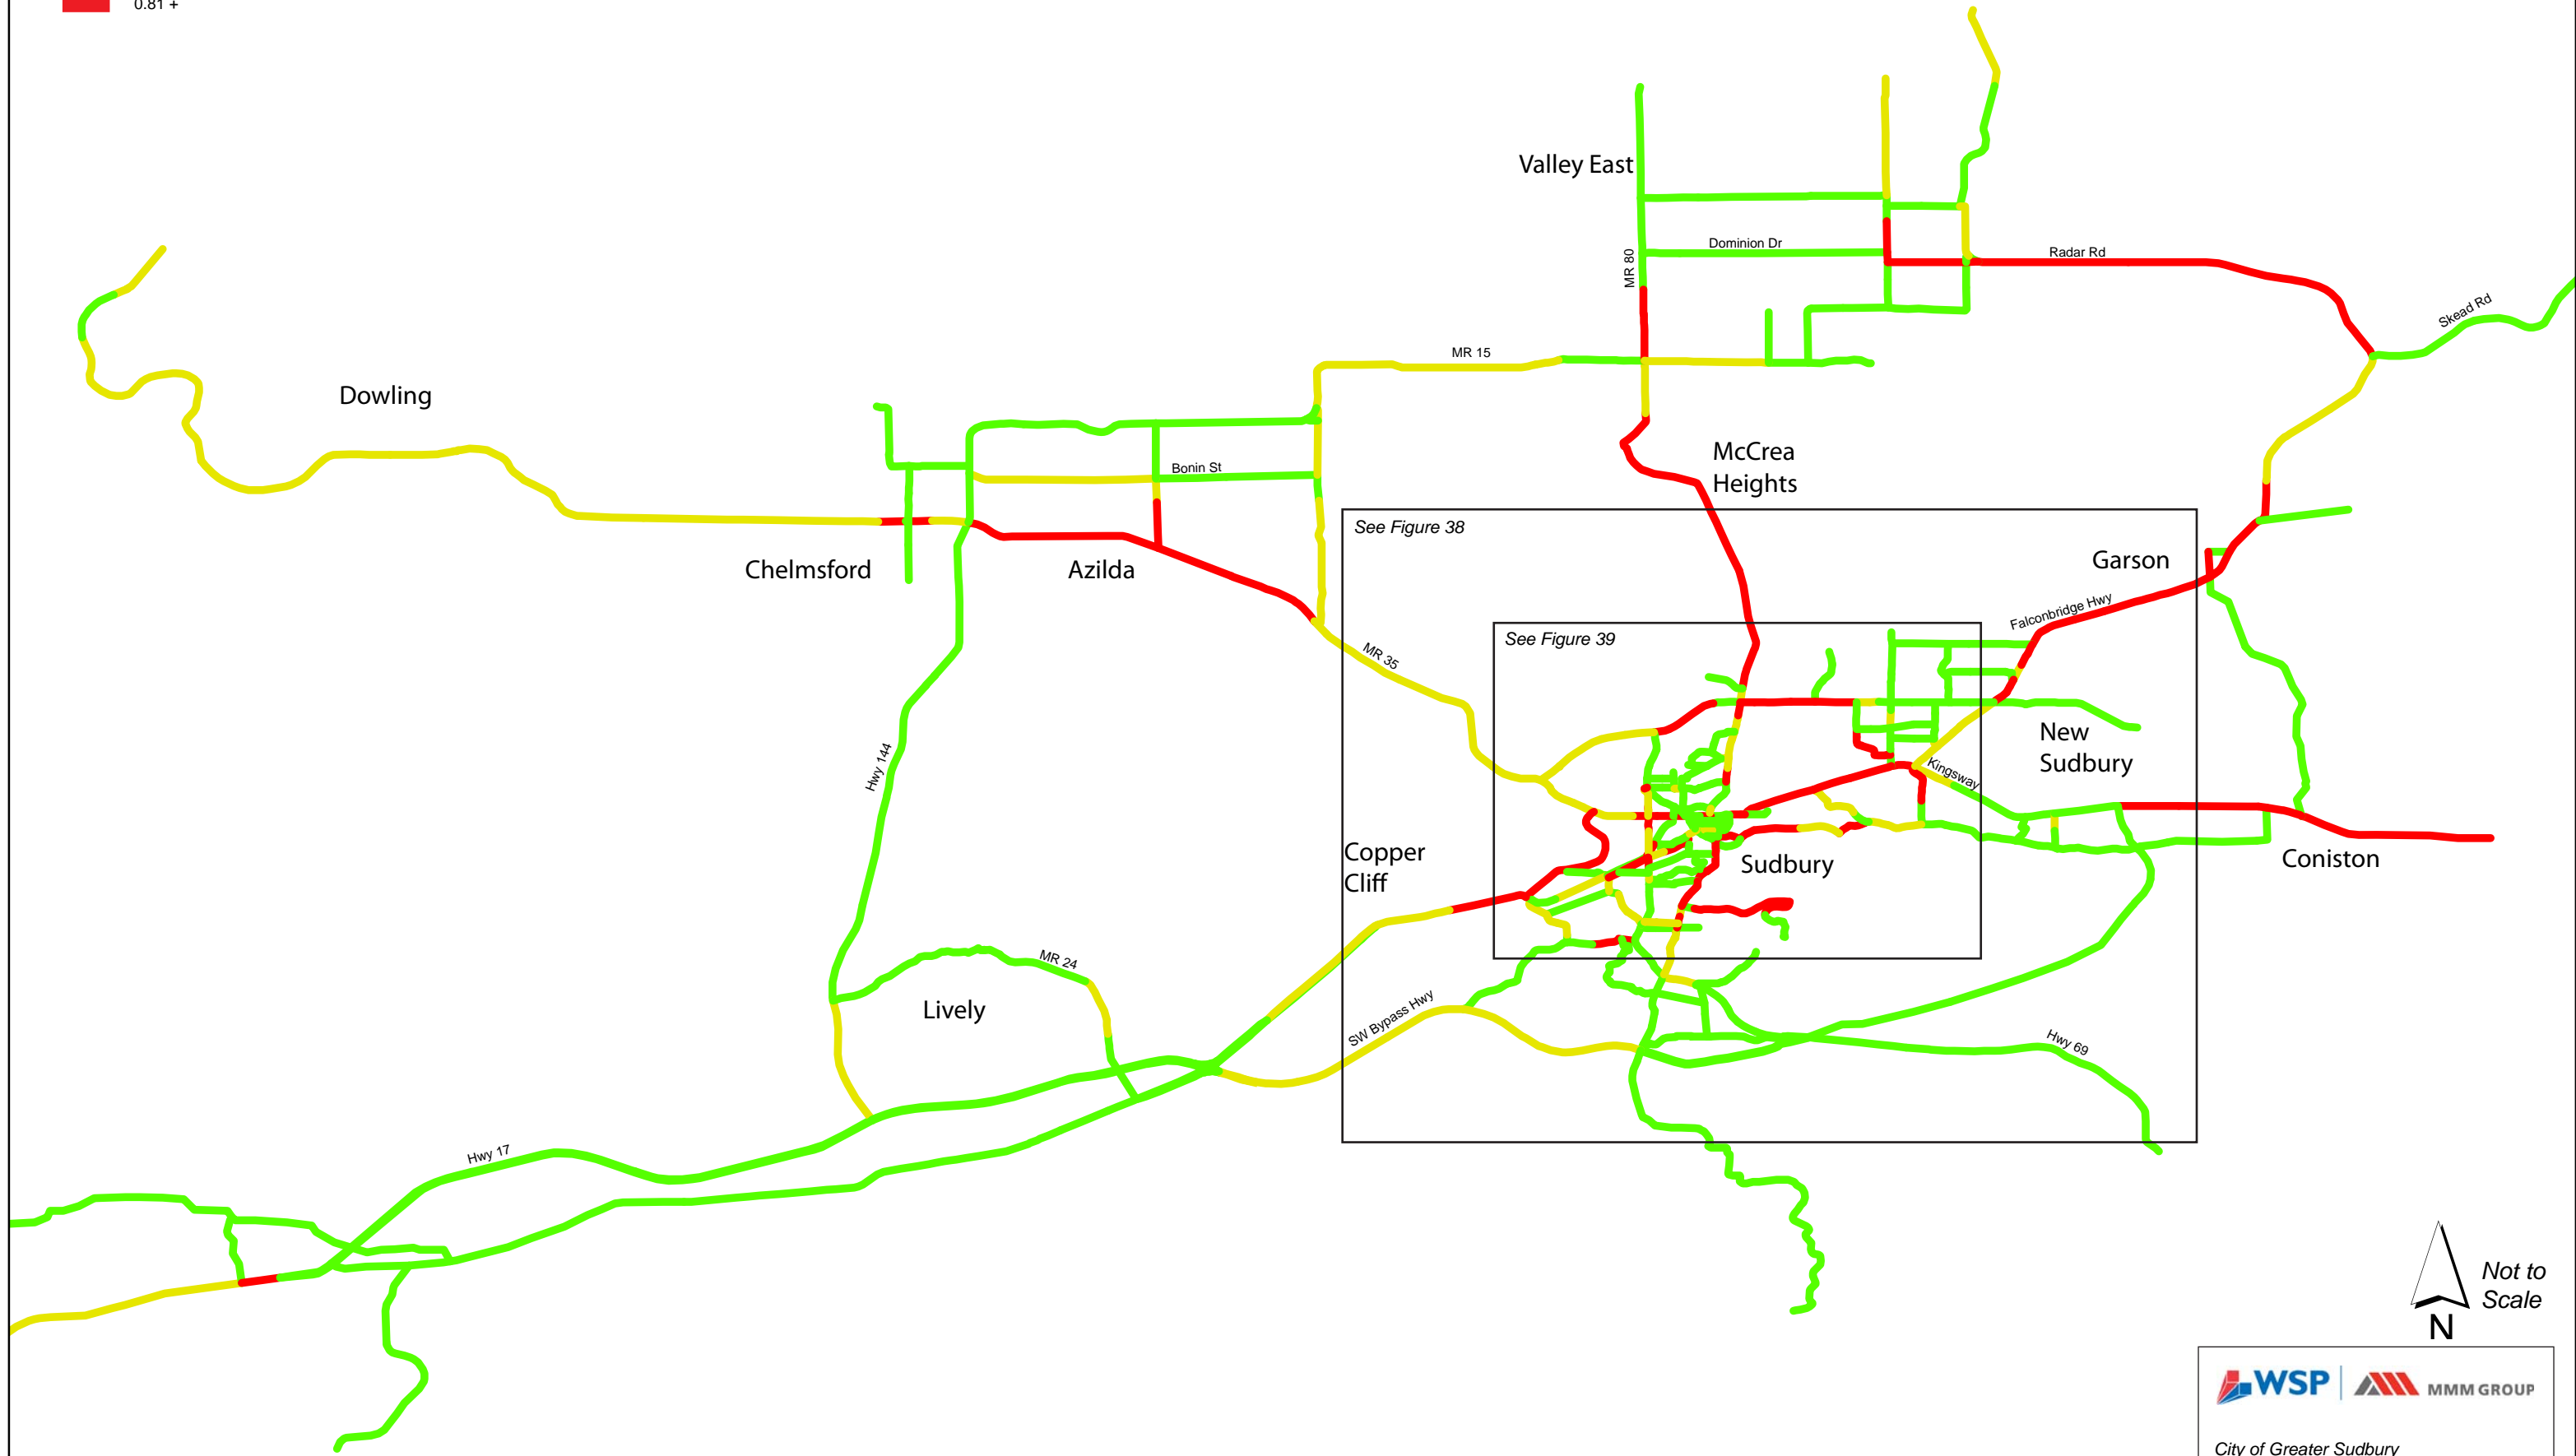 0.81 +
Valley East
Dominion Dr
MR 80
Radar Rd
Skead Rd
MR 15
Dowling
McCrea
Heights
Bonin St
See Figure 38
Chelmsford
Azilda
Garson
Falconbridge Hwy
See Figure 39
MR 35
New
Sudbury
Kingsway
Hwy 144
Copper
Cliff
Sudbury
Coniston
MR 24
Lively
SW Bypass Hwy
Hwy 69
Hwy 17
Not to
Scale
N
WSP
MMM GROUP
City of Greater Sudbury